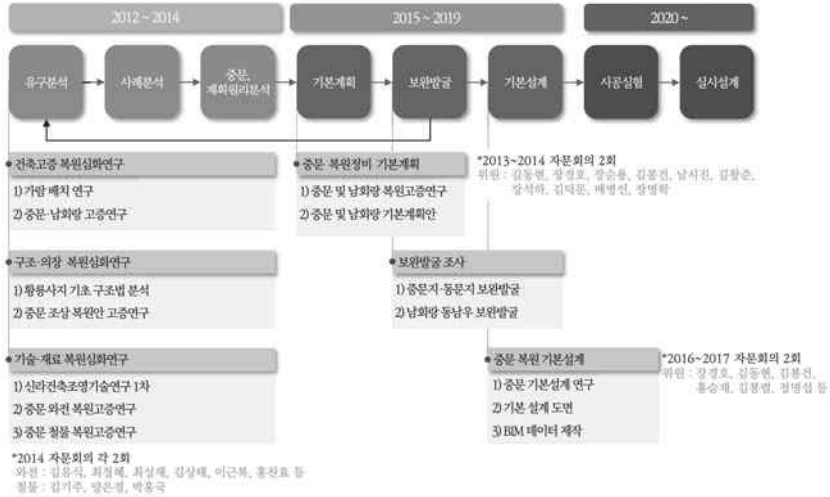 2012~2014
2015~2019
2020~
유구분석
사례분석
중문,
계획원리분석
기본계획
보완발굴
기본설계
시공실험
실시설계
건축고증 복원심화연구
1) 가람 배치 연구
2) 중문·남회랑 고증연구
중문 복원정비 기본계획
1) 중문 및 남회랑 복원고증연구
2) 중문 및 남회랑 기본계획안
*2013~2014 자문회의 2회
위원 : 김동현, 장경호, 장순용, 김봉건, 남시진, 김왕준,
장석하, 김덕문, 배병선, 장명학
구조·의장 복원심화연구
1) 황룡사지 기초 구조법 분석
2) 중문 조상 복원안 고증연구
보완발굴 조사
1) 중문지·동문지 보완발굴
2) 남회랑 동남우 보완발굴
기술·재료 복원심화연구
1) 신라건축조영기술연구 1차
2) 중문 와전 복원고증연구
3) 중문 철물 복원고증연구
중문 복원 기본설계
1) 중문 기본설계 연구
2) 기본 설계 도면
3) BIM 데이터 제작
*2016~2017 자문회의 2회
위원 : 장경호, 김동현, 김봉건,
홍승재, 김봉렬, 정명섭 등
*2014 자문회의 각 2회
와전 : 김유식, 최정혜, 최상재, 김상태, 이근복, 홍찬효 등
철물 : 김기주, 양은경, 박홍국